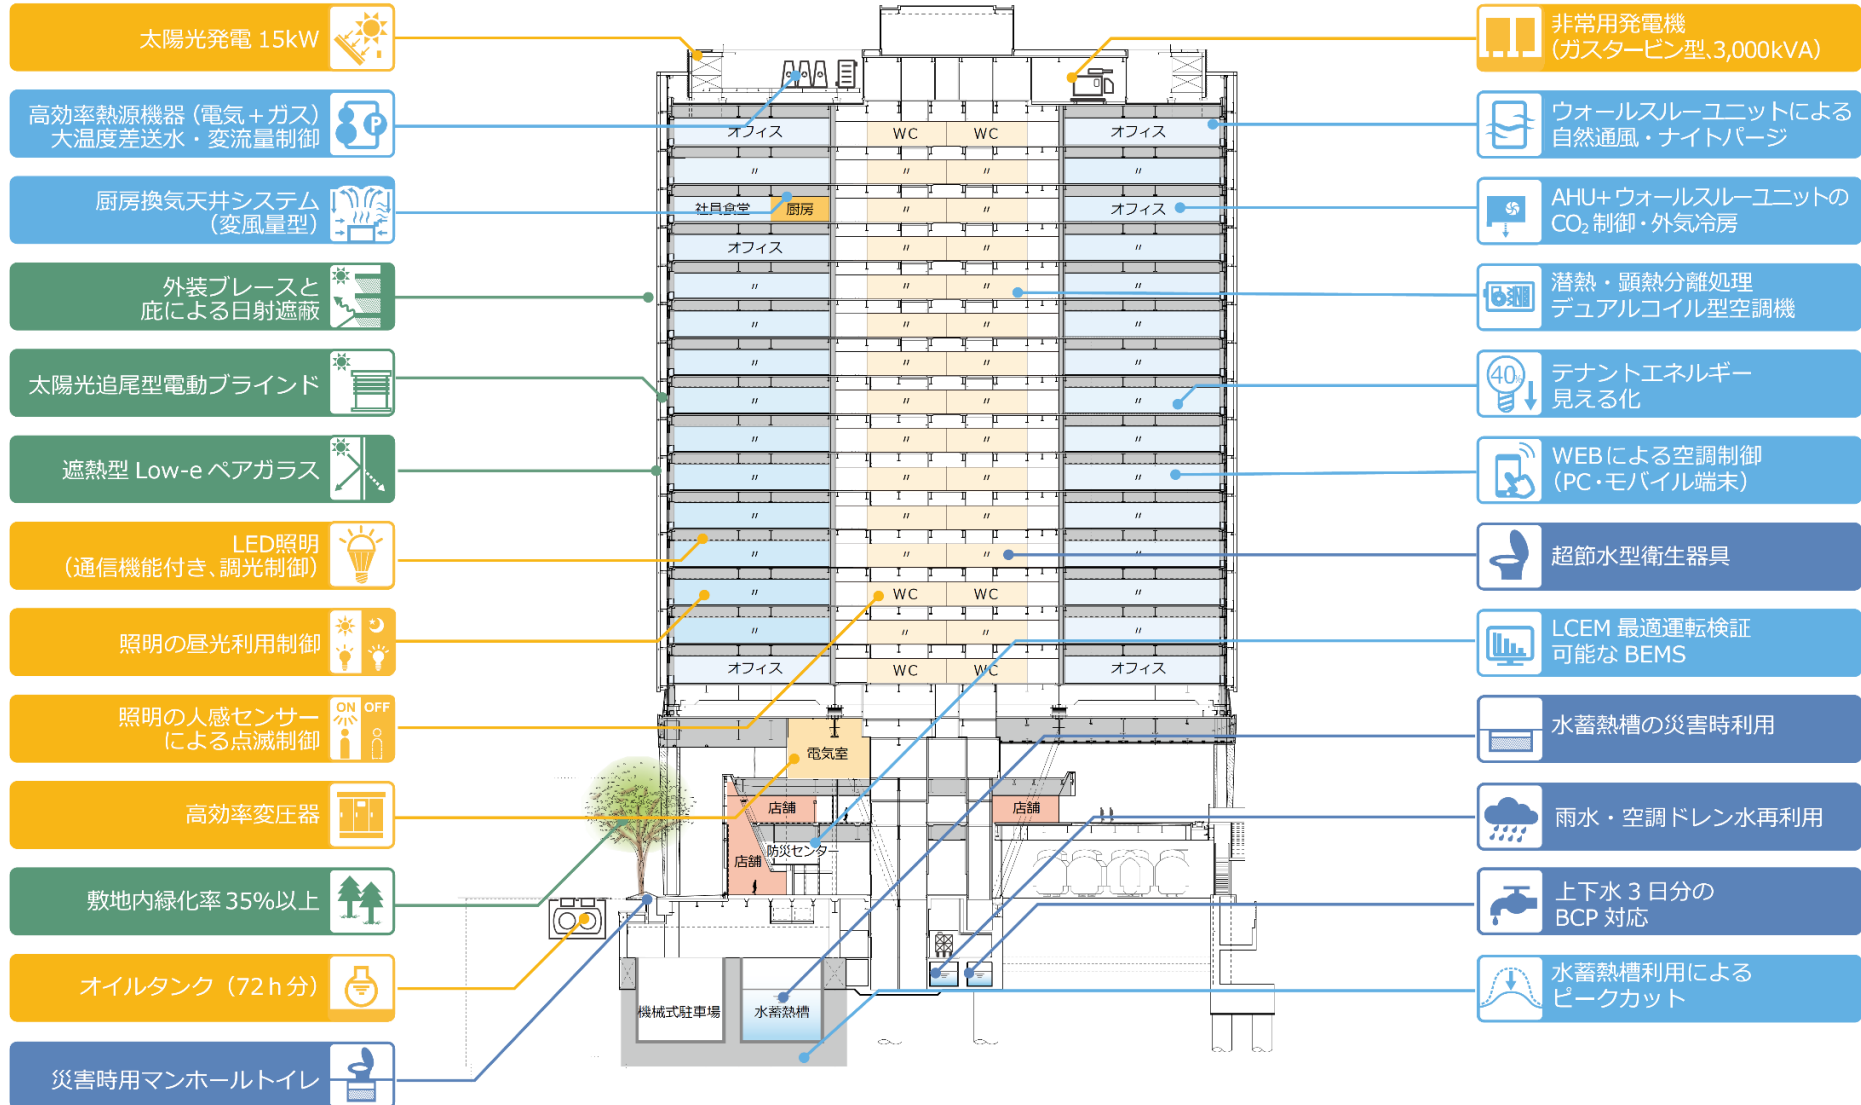 太陽光発電 15kW
高効率熱源機器（電気＋ガス）
大温度差送水・変流量制御
P
厨房換気天井システム
（変風量型）
外装ブレースと
庇による日射遮蔽
太陽光追尾型電動ブラインド
遮熱型 Low-e ペアガラス
LED照明
（通信機能付き、調光制御）
照明の昼光利用制御
照明の人感センサー
による点滅制御
ON OFF
高効率変圧器
敷地内緑化率 35%以上
オイルタンク（72ｈ分）
災害時用マンホールトイレ
オフィス WC WC オフィス
〃 〃 〃 〃
社員食堂 厨房 〃 〃 オフィス
オフィス 〃 〃 〃
〃 〃 〃 〃
〃 〃 〃 〃
〃 〃 〃 〃
〃 〃 〃 〃
〃 〃 〃 〃
〃 〃 〃 〃
〃 〃 〃 〃
〃 〃 〃 〃
〃 WC WC 〃
〃 〃 〃 〃
オフィス WC WC オフィス
電気室
店舗 店舗
防災センター
店舗
機械式駐車場 水蓄熱槽
非常用発電機
（ガスタービン型、3,000kVA）
ウォールスルーユニットによる
自然通風・ナイトパージ
AHU+ウォールスルーユニットの
CO₂制御・外気冷房
潜熱・顕熱分離処理
デュアルコイル型空調機
40%
テナントエネルギー
見える化
WEBによる空調制御
（PC・モバイル端末）
超節水型衛生器具
LCEM 最適運転検証
可能な BEMS
水蓄熱槽の災害時利用
雨水・空調ドレン水再利用
上下水 3 日分の
BCP 対応
水蓄熱槽利用による
ピークカット